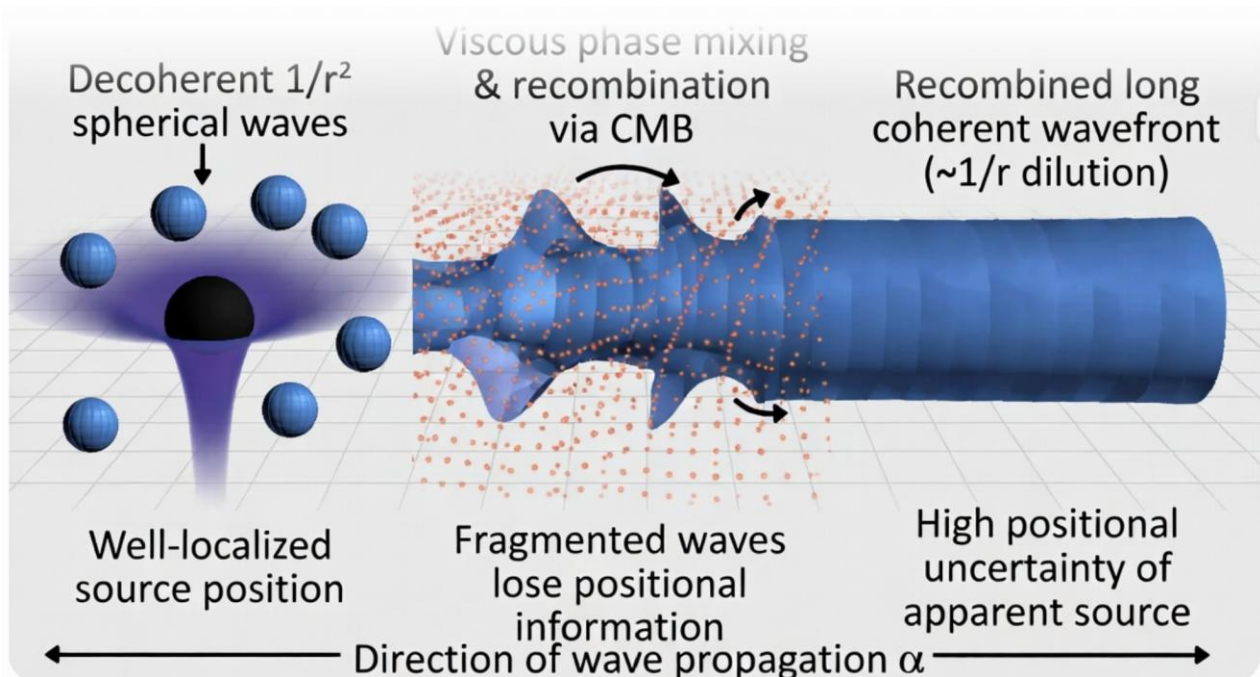 Decoherent 1/r²
spherical waves
Viscous phase mixing
& recombination
via CMB
Recombined long
coherent wavefront
(~1/r dilution)
Well-localized
source position
Fragmented waves
lose positional
information
High positional
uncertainty of
apparent source
Direction of wave propagation α